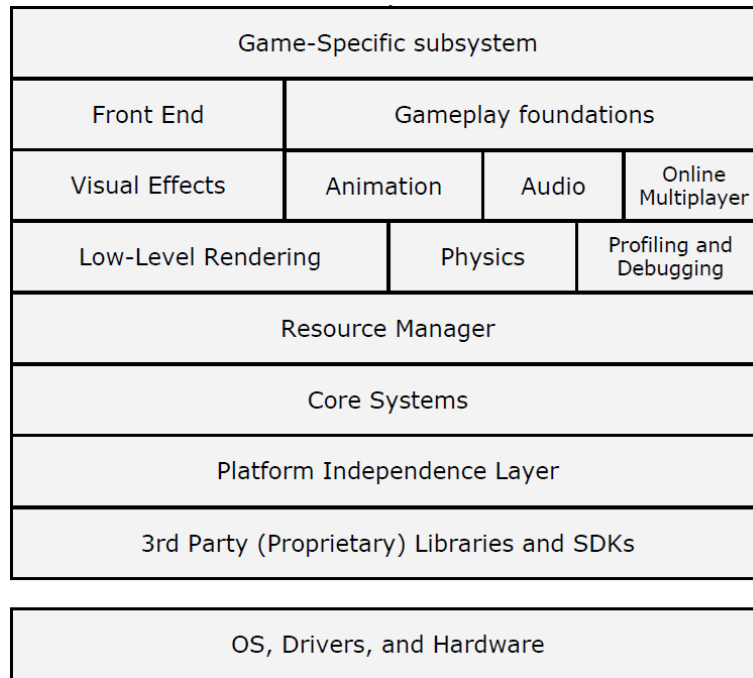 Game-Specific subsystem
Front End
Gameplay foundations
Visual Effects
Animation
Audio
Online
Multiplayer
Low-Level Rendering
Physics
Profiling and
Debugging
Resource Manager
Core Systems
Platform Independence Layer
3rd Party (Proprietary) Libraries and SDKs
OS, Drivers, and Hardware